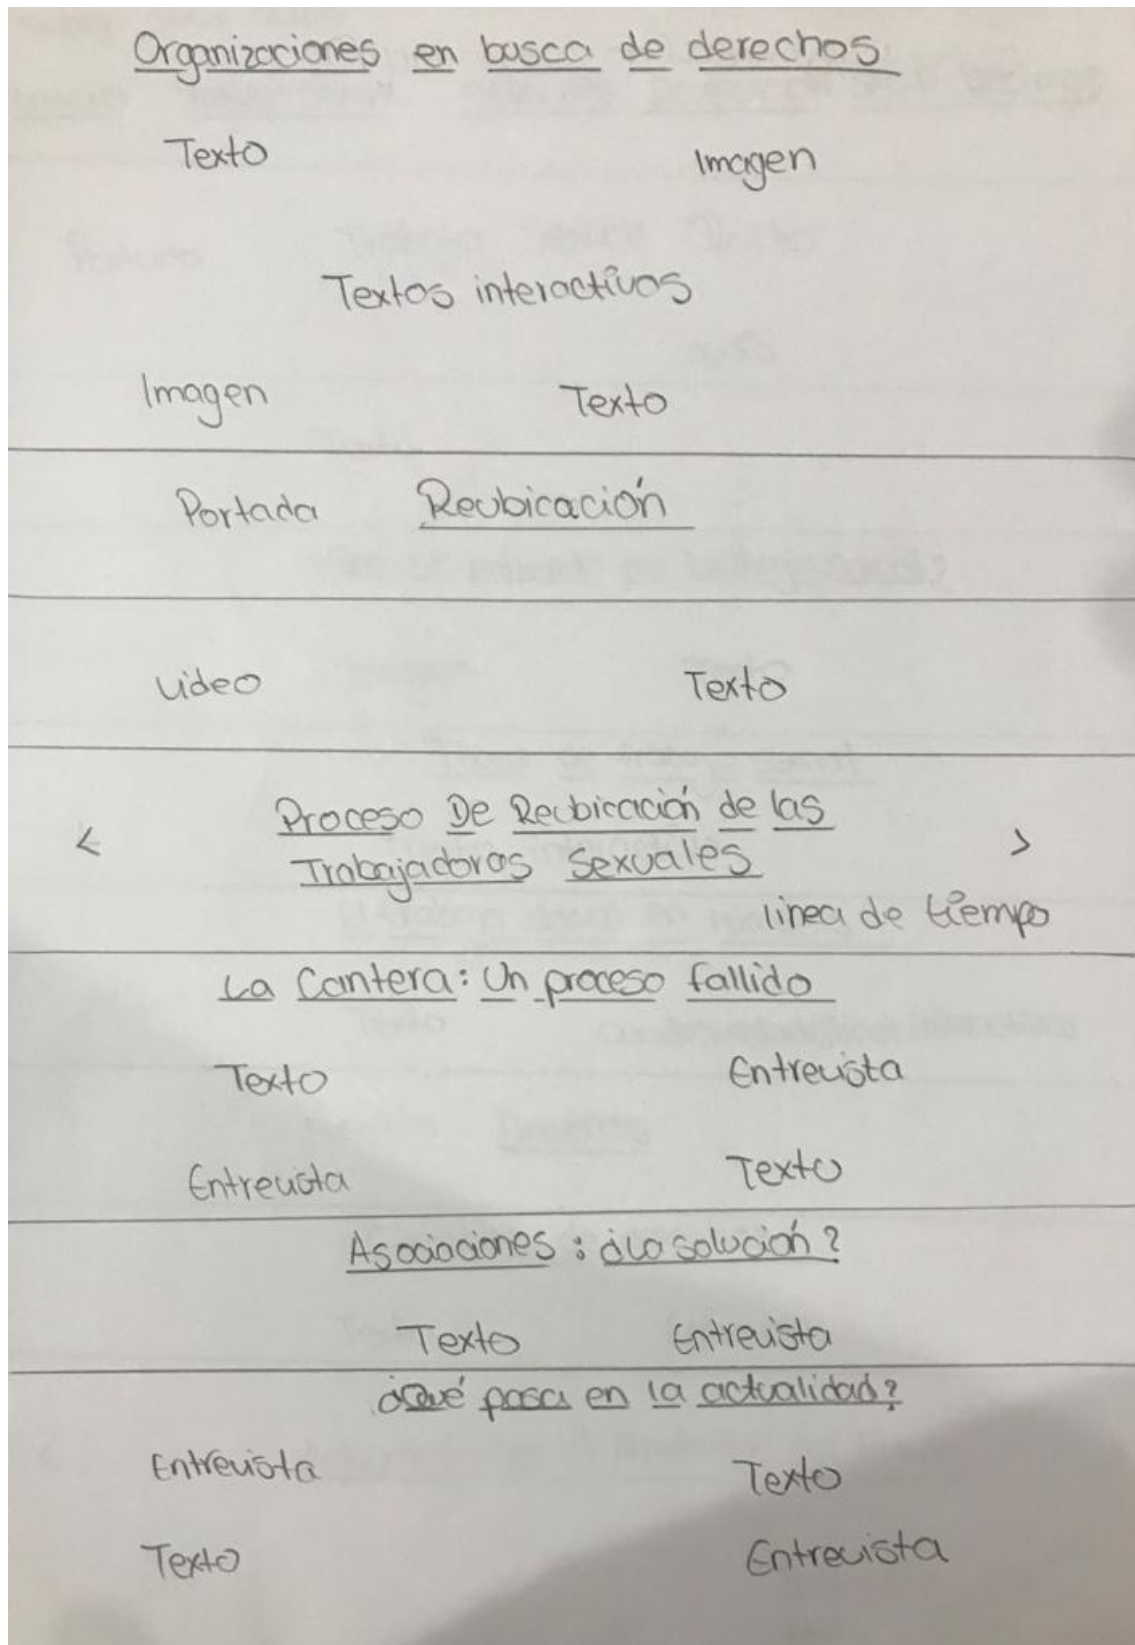 Organizaciones en busca de derechos
Texto Imagen
Textos interactivos
Imagen Texto
Portada Reubicación
Video Texto
< Proceso De Reubicación de las >
Trabajadoras Sexuales
linea de tiempo
La Cantera: Un proceso fallido
Texto Entrevista
Entrevista Texto
Asociaciones: ¿La solución?
Texto Entrevista
¿Qué pasa en la actualidad?
Entrevista Texto
Texto Entrevista